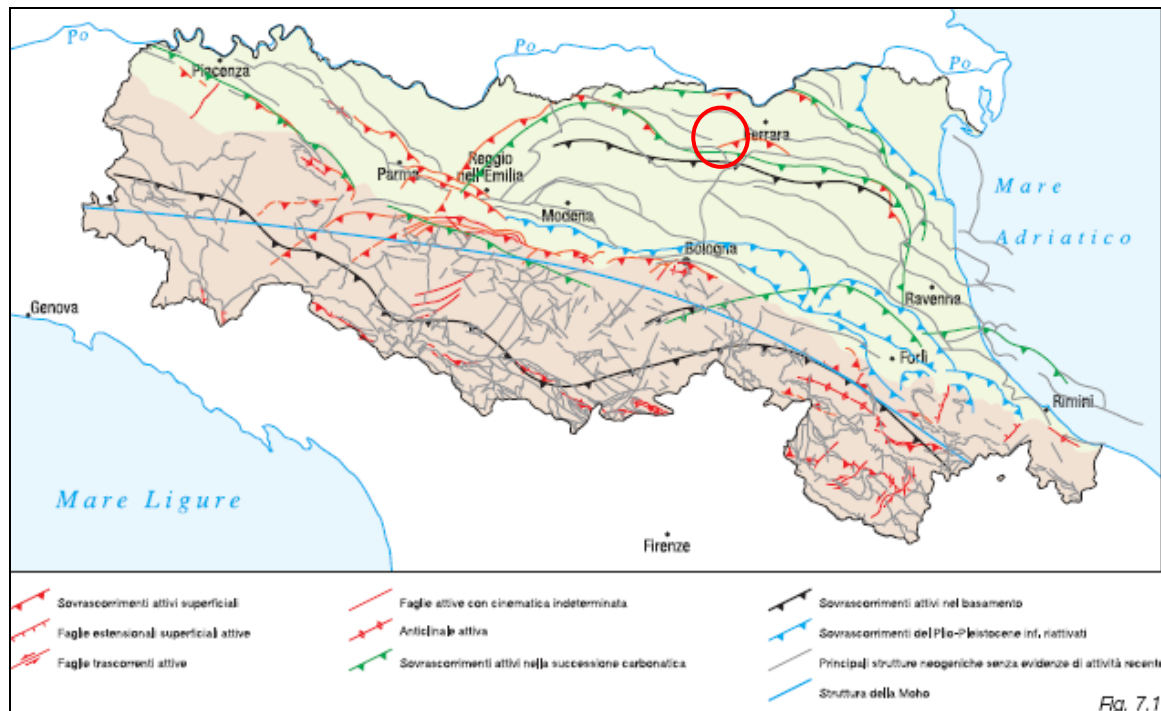 Po
Po
Po
Piacenza
Ferrara
Parma
Reggio
nell'Emilia
Modena
Bologna
Mare
Adriatico
Ravenna
Genova
Forlì
Rimini
Mare Ligure
Firenze
Sovrascorrimenti attivi superficiali
Faglie estensionali superficiali attive
Faglie trascorrenti attive
Faglie attive con cinematica indeterminata
Anticlinale attiva
Sovrascorrimenti attivi nella successione carbonatica
Sovrascorrimenti attivi nel basamento
Sovrascorrimenti del Plio-Pleistocene inf. riattivati
Principali strutture neogeniche senza evidenze di attività recente
Struttura della Moho
Fig. 7.1